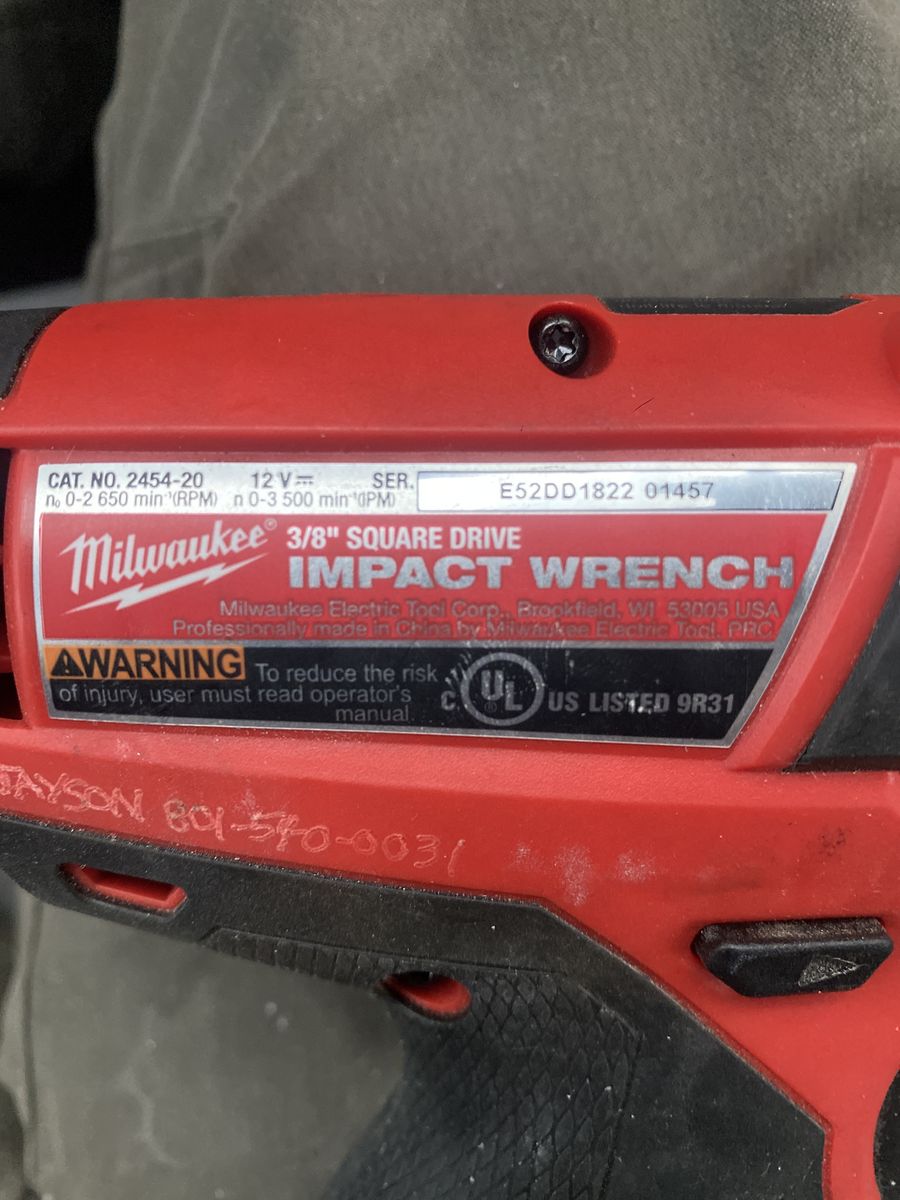 CAT. NO. 2454-20 12 V⎓ SER. E52DD1822 01457
n₀ 0-2 650 min⁻¹(RPM) n 0-3 500 min⁻¹(IPM)
Milwaukee® 3/8" SQUARE DRIVE
IMPACT WRENCH
Milwaukee Electric Tool Corp., Brookfield, WI 53005 USA
Professionally made in China by Milwaukee Electric Tool, PRC
WARNING To reduce the risk
of injury, user must read operator's
manual.
C UL ® US LISTED 9R31
JAYSON 801-540-0031